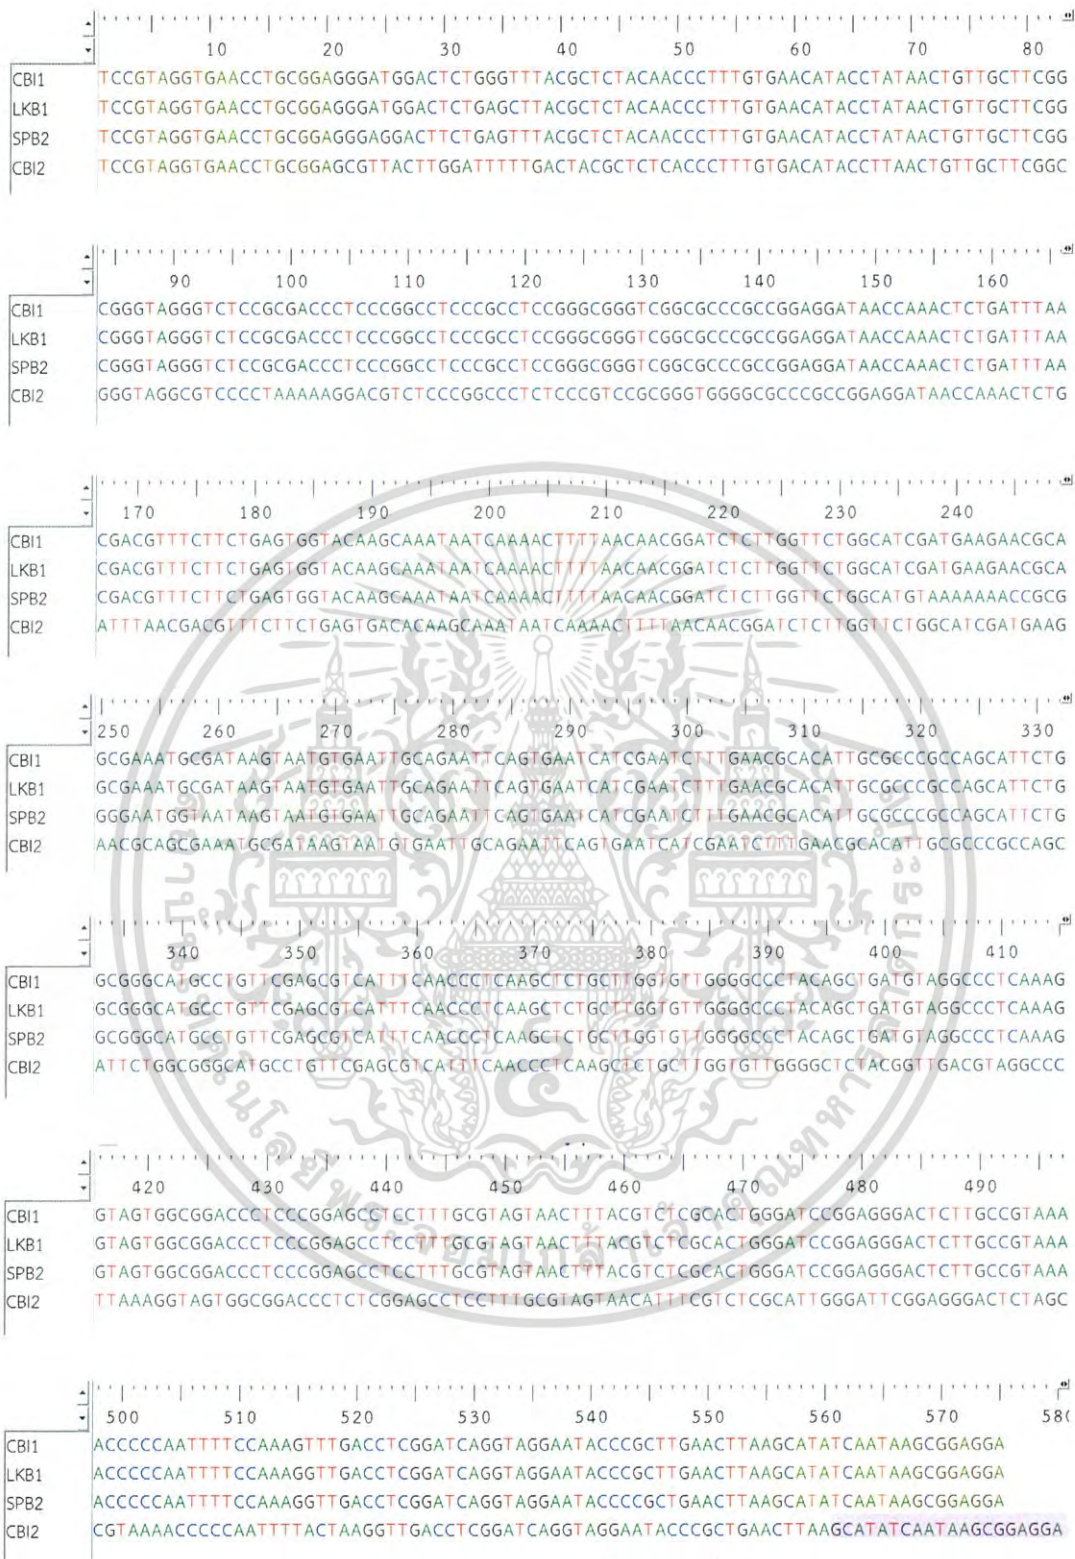 10 20 30 40 50 60 70 80
CBI1 TCCGTAGGTGAACCTGCGGAGGGATGGACTCTGGGTTTACGCTCTACAACCCTTTGTGAACATACCTATAACTGTTGCTTCGG
LKB1 TCCGTAGGTGAACCTGCGGAGGGATGGACTCTGAGCTTACGCTCTACAACCCTTTGTGAACATACCTATAACTGTTGCTTCGG
SPB2 TCCGTAGGTGAACCTGCGGAGGGAGGACTTCTGAGTTTACGCTCTACAACCCTTTGTGAACATACCTATAACTGTTGCTTCGG
CBI2 TCCGTAGGTGAACCTGCGGAGCGTTACTTGGATTTTTGACTACGCTCTCACCCTTTGTGACATACCTTAACTGTTGCTTCGGC
90 100 110 120 130 140 150 160
CBI1 CGGGTAGGGTCTCCGCGACCCTCCCGGCCTCCCGCCTCCGGGCGGGTCGGCGCCCGCCGGAGGATAACCAAACTCTGATTTAA
LKB1 CGGGTAGGGTCTCCGCGACCCTCCCGGCCTCCCGCCTCCGGGCGGGTCGGCGCCCGCCGGAGGATAACCAAACTCTGATTTAA
SPB2 CGGGTAGGGTCTCCGCGACCCTCCCGGCCTCCCGCCTCCGGGCGGGTCGGCGCCCGCCGGAGGATAACCAAACTCTGATTTAA
CBI2 GGGTAGGCGTCCCCTAAAAAGGACGTCTCCCGGCCCTCTCCCGTCCGCGGGTGGGGCGCCCGCCGGAGGATAACCAAACTCTG
170 180 190 200 210 220 230 240
CBI1 CGACGTTTCTTCTGAGTGGTACAAGCAAATAATCAAAACTTTTAACAACGGATCTCTTGGTTCTGGCATCGATGAAGAACGCA
LKB1 CGACGTTTCTTCTGAGTGGTACAAGCAAATAATCAAAACTTTTAACAACGGATCTCTTGGTTCTGGCATCGATGAAGAACGCA
SPB2 CGACGTTTCTTCTGAGTGGTACAAGCAAATAATCAAAACTTTTAACAACGGATCTCTTGGTTCTGGCATGTAAAAAAACCGCG
CBI2 ATTTAACGACGTTTCTTCTGAGTGACACAAGCAAATAATCAAAACTTTTAACAACGGATCTCTTGGTTCTGGCATCGATGAAG
250 260 270 280 290 300 310 320 330
CBI1 GCGAAATGCGATAAGTAATGTGAATTGCAGAATTCAGTGAATCATCGAATCTTTGAACGCACATTGCGCCCGCCAGCATTCTG
LKB1 GCGAAATGCGATAAGTAATGTGAATTGCAGAATTCAGTGAATCATCGAATCTTTGAACGCACATTGCGCCCGCCAGCATTCTG
SPB2 GGGAATGGTAATAAGTAATGTGAATTGCAGAATTCAGTGAATCATCGAATCTTTGAACGCACATTGCGCCCGCCAGCATTCTG
CBI2 AACGCAGCGAAATGCGATAAGTAATGTGAATTGCAGAATTCAGTGAATCATCGAATCTTTGAACGCACATTGCGCCCGCCAGC
340 350 360 370 380 390 400 410
CBI1 GCGGGCATGCCTGTTCGAGCGTCATTTCAACCCTCAAGCTCTGCTTGGTGTTGGGGCCCTACAGCTGATGTAGGCCCTCAAAG
LKB1 GCGGGCATGCCTGTTCGAGCGTCATTTCAACCCTCAAGCTCTGCTTGGTGTTGGGGCCCTACAGCTGATGTAGGCCCTCAAAG
SPB2 GCGGGCATGCCTGTTCGAGCGTCATTTCAACCCTCAAGCTCTGCTTGGTGTTGGGGCCCTACAGCTGATGTAGGCCCTCAAAG
CBI2 ATTCTGGCGGGCATGCCTGTTCGAGCGTCATTTCAACCCTCAAGCTCTGCTTGGTGTTGGGGCTCTACGGTTGACGTAGGCCC
420 430 440 450 460 470 480 490
CBI1 GTAGTGGCGGACCCTCCCGGAGCCTCCTTTGCGTAGTAACTTTACGTCTCGCACTGGGATCCGGAGGGACTCTTGCCGTAAA
LKB1 GTAGTGGCGGACCCTCCCGGAGCCTCCTTTGCGTAGTAACTTTACGTCTCGCACTGGGATCCGGAGGGACTCTTGCCGTAAA
SPB2 GTAGTGGCGGACCCTCCCGGAGCCTCCTTTGCGTAGTAACTTTACGTCTCGCACTGGGATCCGGAGGGACTCTTGCCGTAAA
CBI2 TTAAAGGTAGTGGCGGACCCTCTCGGAGCCTCCTTTGCGTAGTAACATTTCGTCTCGCATTGGGATTCGGAGGGACTCTAGC
500 510 520 530 540 550 560 570 580
CBI1 ACCCCCAATTTTCCAAAGTTTGACCTCGGATCAGGTAGGAATACCCGCTTGAACTTAAGCATATCAATAAGCGGAGGA
LKB1 ACCCCCAATTTTCCAAAGGTTGACCTCGGATCAGGTAGGAATACCCGCTTGAACTTAAGCATATCAATAAGCGGAGGA
SPB2 ACCCCCAATTTTCCAAAGGTTGACCTCGGATCAGGTAGGAATACCCCGCTGAACTTAAGCATATCAATAAGCGGAGGA
CBI2 CGTAAAACCCCCAATTTTACTAAGGTTGACCTCGGATCAGGTAGGAATACCCGCTGAACTTAAGCATATCAATAAGCGGAGGA